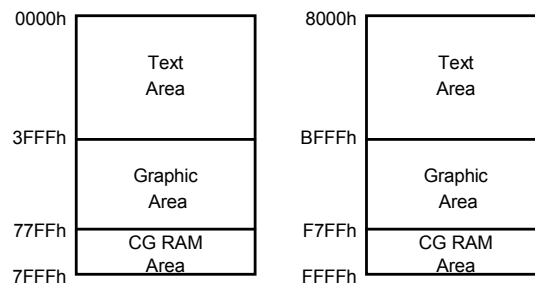 0000h
Text
Area
3FFFh
Graphic
Area
77FFh
CG RAM
Area
7FFFh
8000h
Text
Area
BFFFh
Graphic
Area
F7FFh
CG RAM
Area
FFFFh